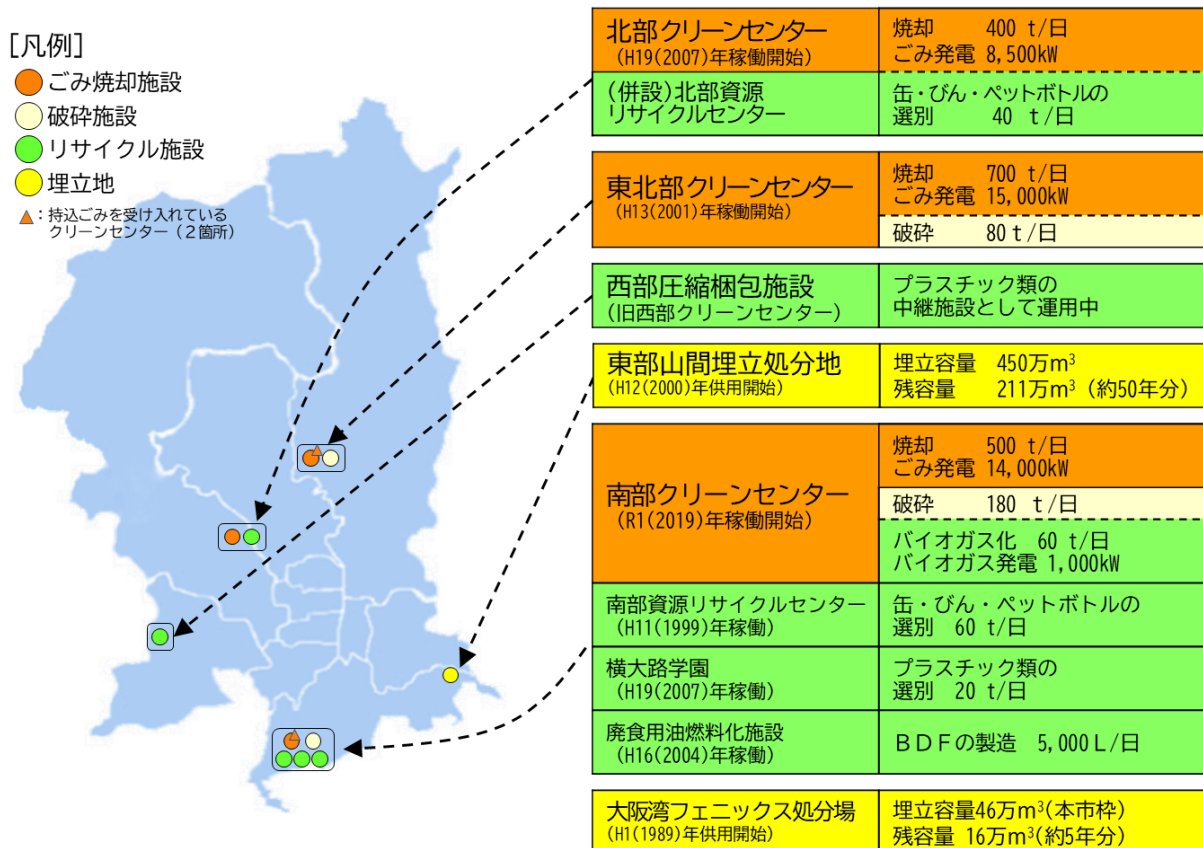 [凡例]
ごみ焼却施設
破砕施設
リサイクル施設
埋立地
：持込ごみを受け入れている
クリーンセンター（２箇所）
北部クリーンセンター
(H19(2007)年稼働開始)
焼却 400 t/日
ごみ発電 8,500kW
(併設)北部資源
リサイクルセンター
缶・びん・ペットボトルの
選別 40 t/日
東北部クリーンセンター
(H13(2001)年稼働開始)
焼却 700 t/日
ごみ発電 15,000kW
破砕 80ｔ/日
西部圧縮梱包施設
(旧西部クリーンセンター)
プラスチック類の
中継施設として運用中
東部山間埋立処分地
(H12(2000)年供用開始)
埋立容量 450万m³
残容量 211万m³（約50年分）
南部クリーンセンター
(R1(2019)年稼働開始)
焼却 500 t/日
ごみ発電 14,000kW
破砕 180 ｔ/日
バイオガス化 60 t/日
バイオガス発電 1,000kW
南部資源リサイクルセンター
(H11(1999)年稼働)
缶・びん・ペットボトルの
選別 60 t/日
横大路学園
(H19(2007)年稼働)
プラスチック類の
選別 20 t/日
廃食用油燃料化施設
(H16(2004)年稼働)
ＢＤＦの製造 5,000Ｌ/日
大阪湾フェニックス処分場
(H1(1989)年供用開始)
埋立容量46万m³(本市枠)
残容量 16万m³(約5年分)